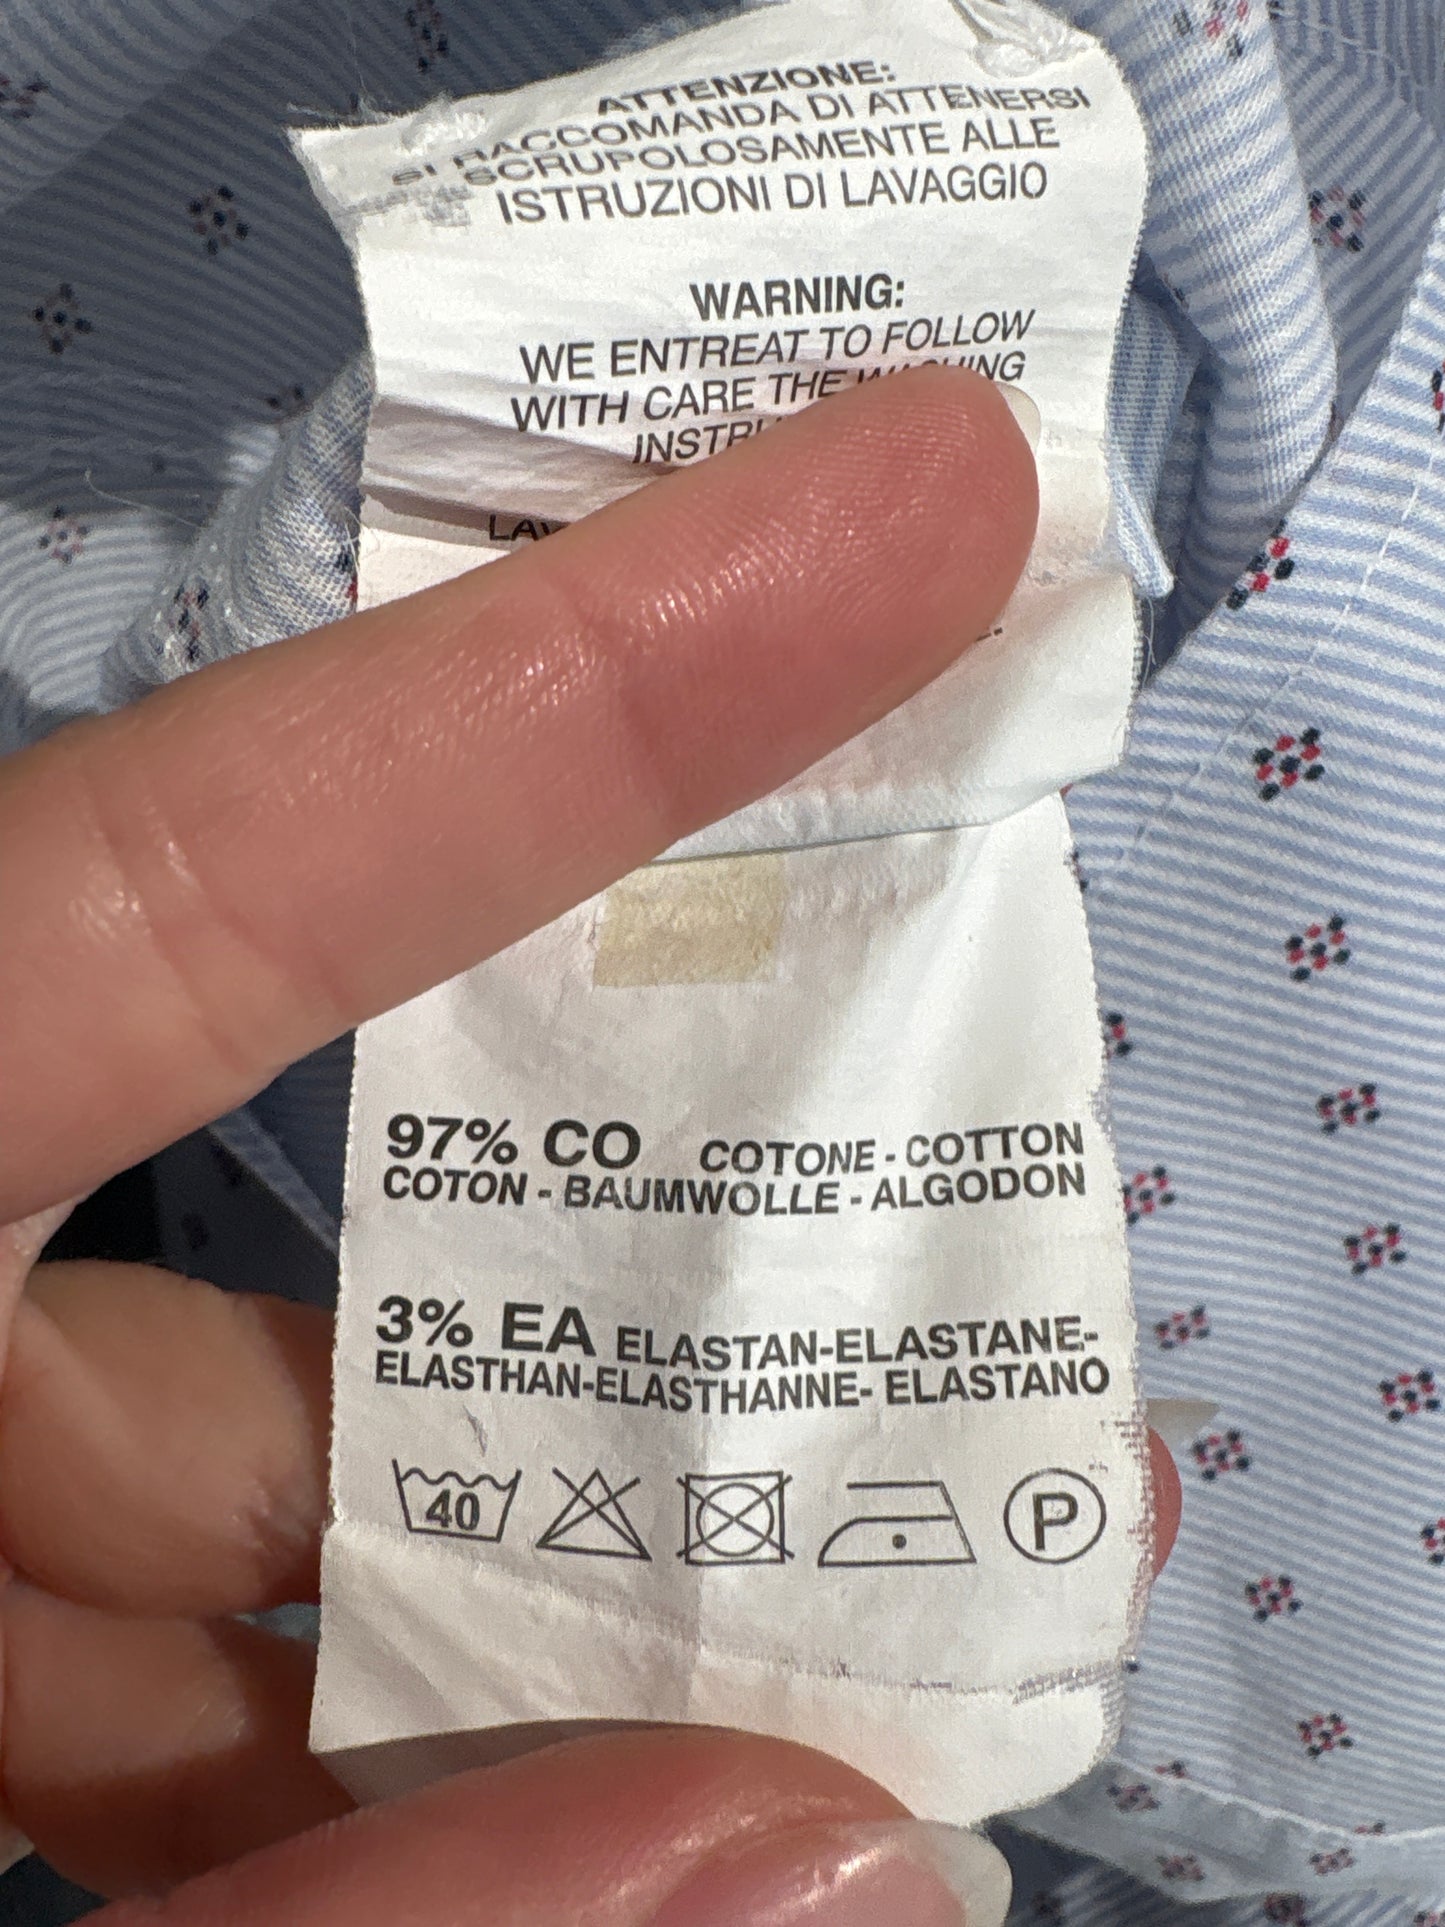 ATTENZIONE:
SI RACCOMANDA DI ATTENERSI
SCRUPOLOSAMENTE ALLE
ISTRUZIONI DI LAVAGGIO
WARNING:
WE ENTREAT TO FOLLOW
WITH CARE THE WASHING
97% CO COTONE - COTTON
COTON - BAUMWOLLE - ALGODON
3% EA ELASTAN-ELASTANE-
ELASTHAN-ELASTHANNE- ELASTANO
40
P